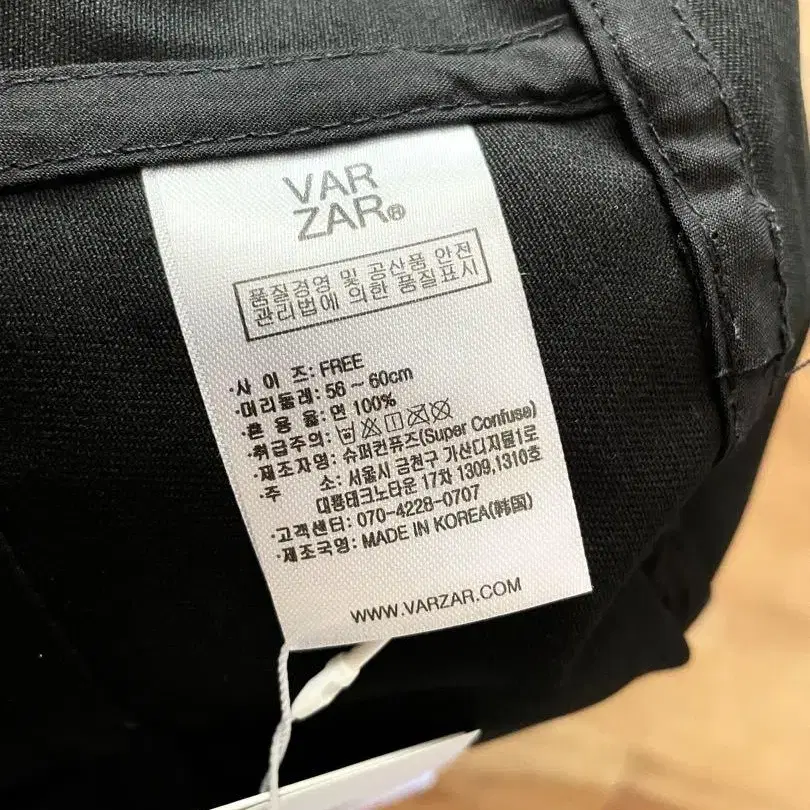 VAR
ZAR®
품질경영 및 공산품 안전
관리법에 의한 품질표시
·사 이 즈: FREE
·머리둘레: 56 ~ 60cm
·혼 용 율: 면 100%
·취급주의:
·제조자명: 슈퍼컨퓨즈(Super Confuse)
·주 소: 서울시 금천구 가산디지털1로
대륭테크노타운 17차 1309,1310호
·고객센터: 070-4228-0707
·제조국명: MADE IN KOREA(韩国)
WWW.VARZAR.COM